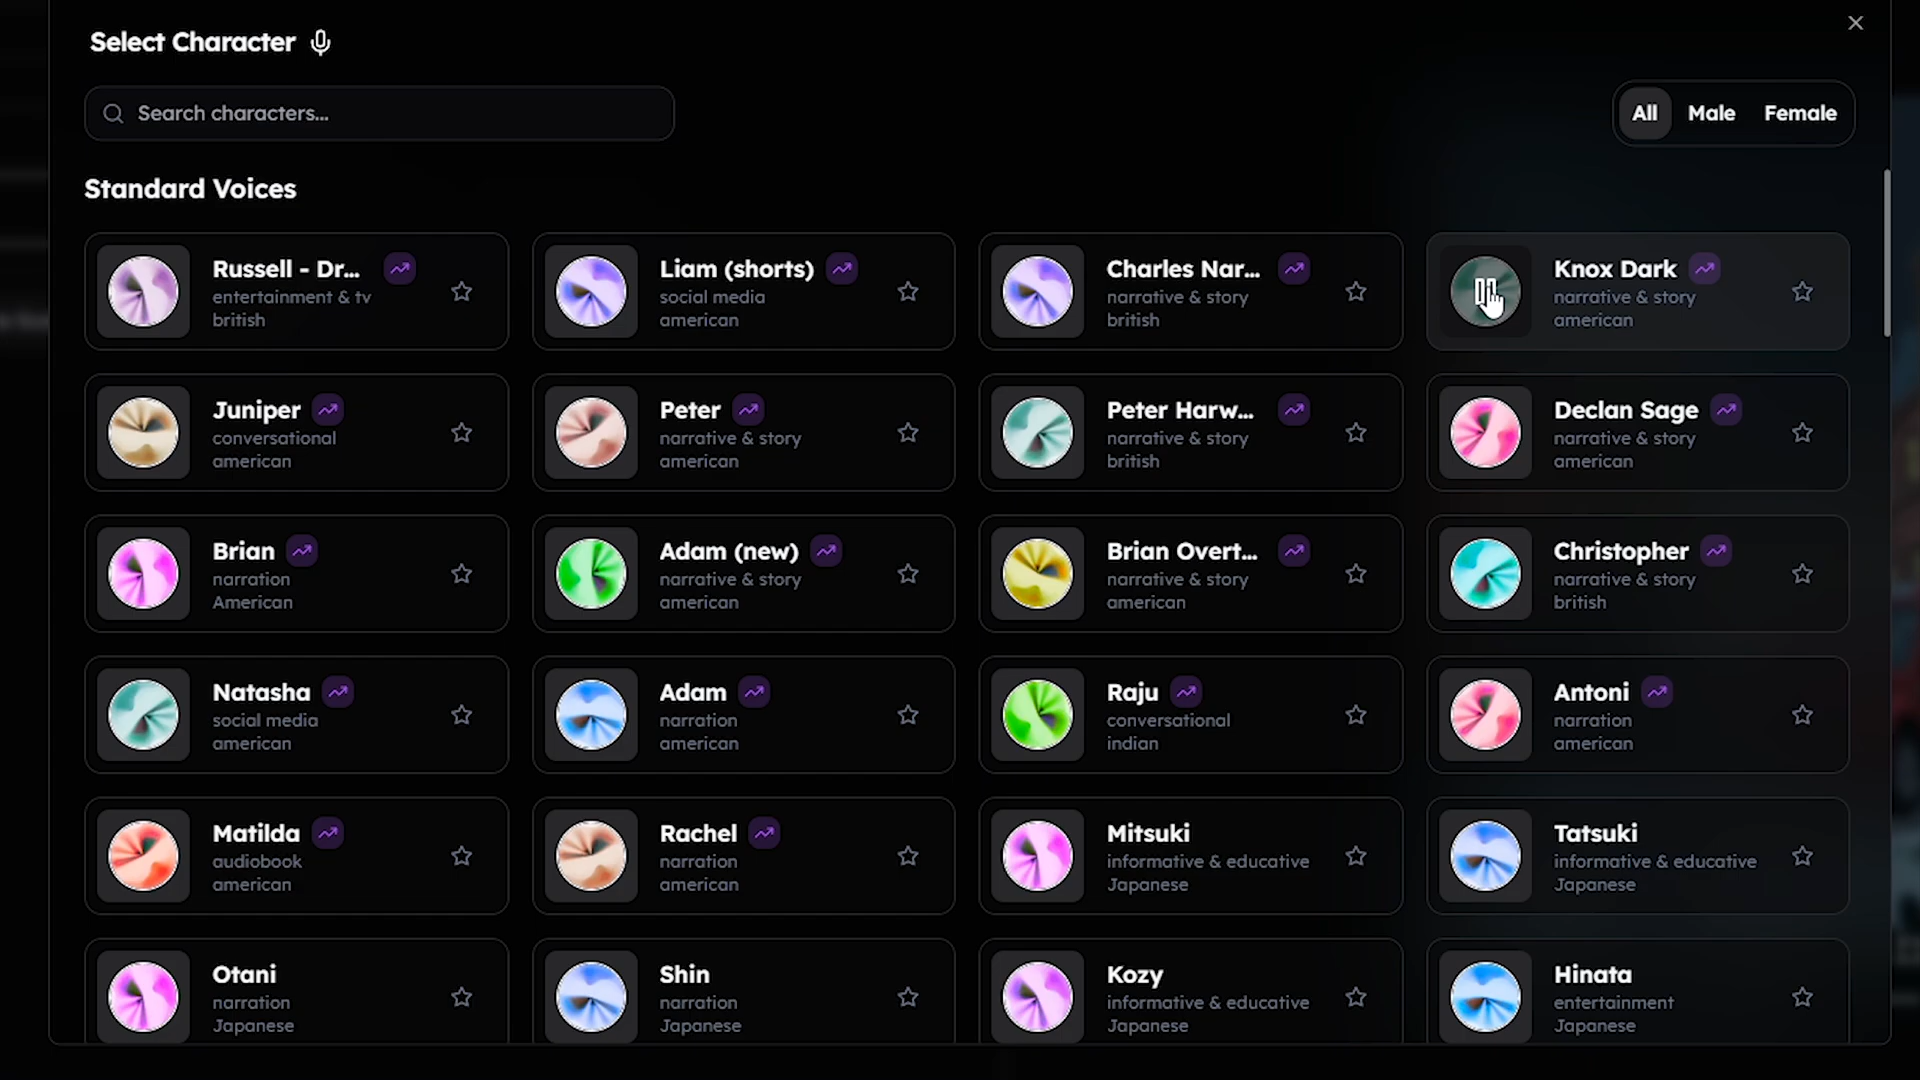 Select Character
Search characters...
All Male Female
Standard Voices
Russell - Dr...
entertainment & tv
british
Liam (shorts)
social media
american
Charles Nar...
narrative & story
british
Knox Dark
narrative & story
american
Juniper
conversational
american
Peter
narrative & story
american
Peter Harw...
narrative & story
british
Declan Sage
narrative & story
american
Brian
narration
American
Adam (new)
narrative & story
american
Brian Overt...
narrative & story
american
Christopher
narrative & story
british
Natasha
social media
american
Adam
narration
american
Raju
conversational
indian
Antoni
narration
american
Matilda
audiobook
american
Rachel
narration
american
Mitsuki
informative & educative
Japanese
Tatsuki
informative & educative
Japanese
Otani
narration
Japanese
Shin
narration
Japanese
Kozy
informative & educative
Japanese
Hinata
entertainment
Japanese